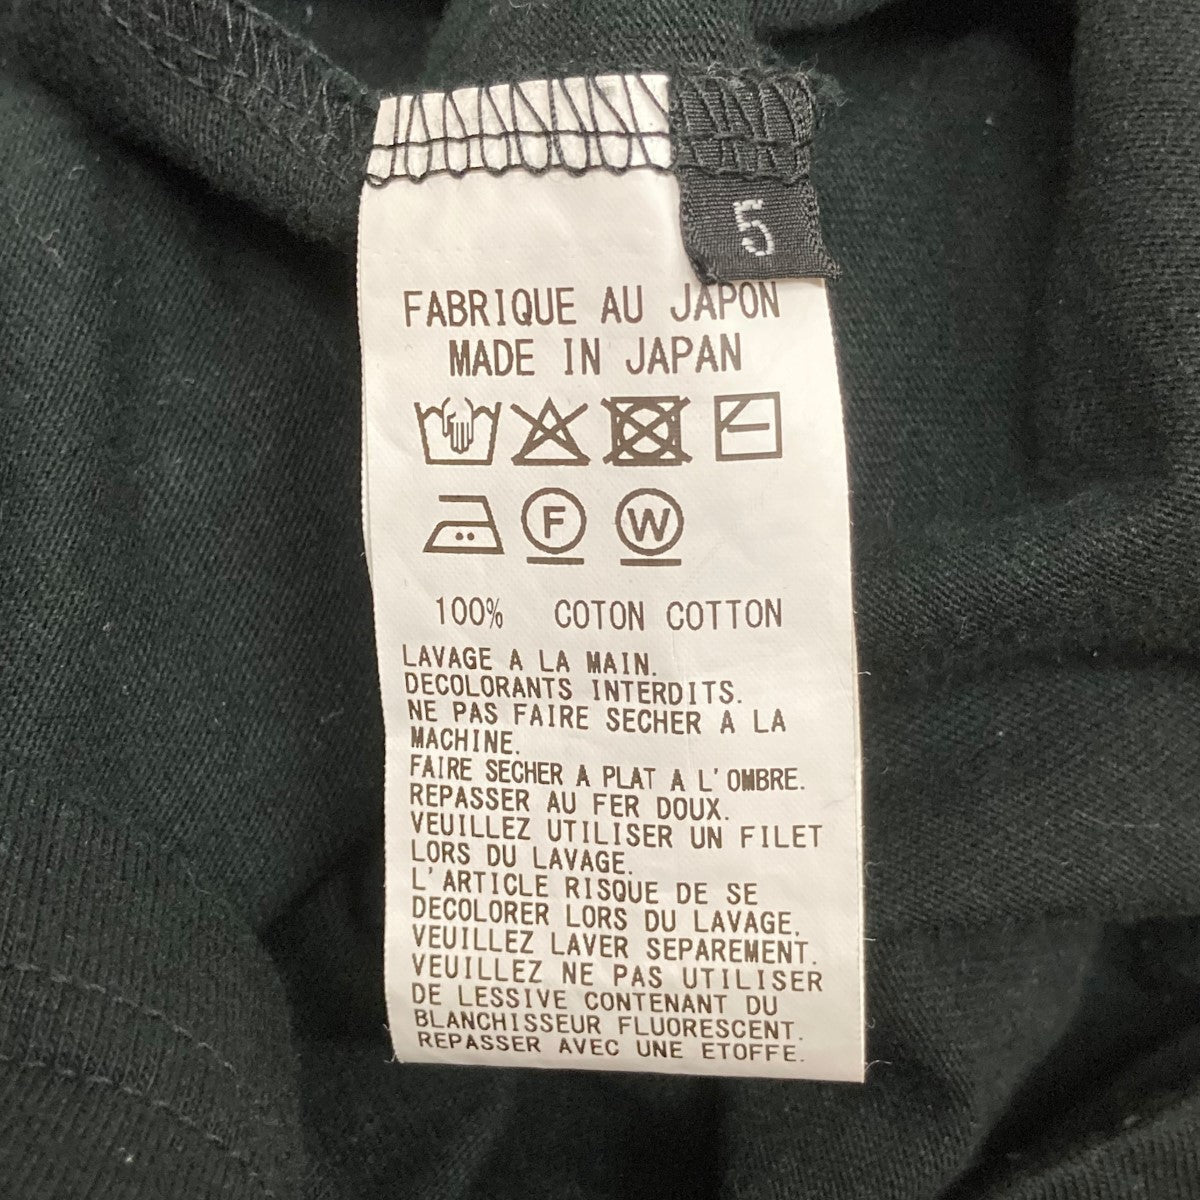 5
FABRIQUE AU JAPON
MADE IN JAPAN
F W
100% COTON COTTON
LAVAGE A LA MAIN.
DECOLORANTS INTERDITS.
NE PAS FAIRE SECHER A LA
MACHINE.
FAIRE SECHER A PLAT A L'OMBRE.
REPASSER AU FER DOUX.
VEUILLEZ UTILISER UN FILET
LORS DU LAVAGE.
L'ARTICLE RISQUE DE SE
DECOLORER LORS DU LAVAGE.
VEUILLEZ LAVER SEPAREMENT.
VEUILLEZ NE PAS UTILISER
DE LESSIVE CONTENANT DU
BLANCHISSEUR FLUORESCENT.
REPASSER AVEC UNE ETOFFE.